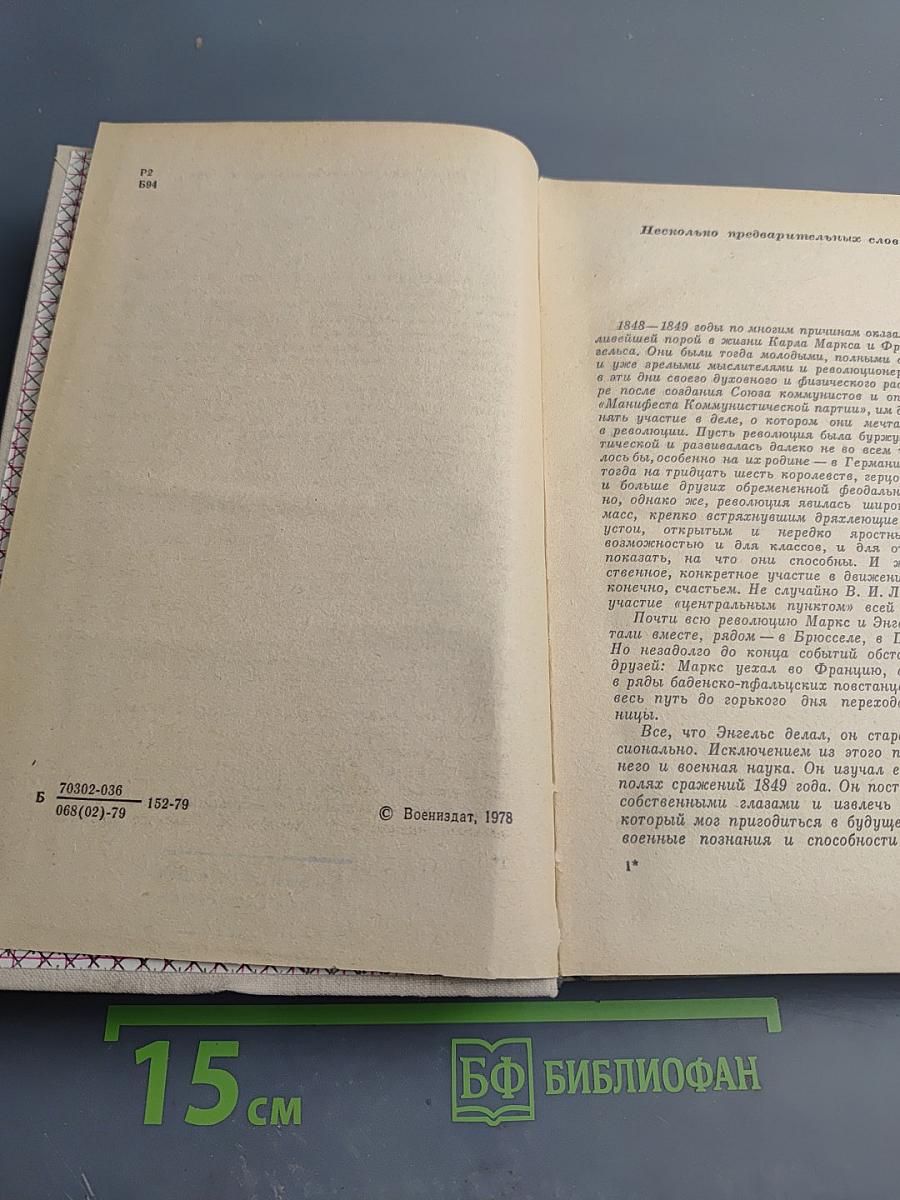 Р2
Б94
Б 70302-036 152-79
068(02)-79
© Воениздат, 1978
Несколько предварительных слов
1848—1849 годы по многим причинам оказа
ливейшей порой в жизни Карла Маркса и Фр
гельса. Они были тогда молодыми, полными
и уже зрелыми мыслителями и революционер
в эти дни своего духовного и физического рас
ре после создания Союза коммунистов и оп
«Манифеста Коммунистической партии», им д
нять участие в деле, о котором они мечта
в революции. Пусть революция была буржу
тической и развивалась далеко не во всем
лось бы, особенно на их родине — в Германи
тогда на тридцать шесть королевств, герцо
и больше других обремененной феодальн
но, однако же, революция явилась широ
масс, крепко встряхнувшим дряхлеющие
устои, открытым и нередко яростны
возможностью и для классов, и для от
показать, на что они способны. И ж
ственное, конкретное участие в движени
конечно, счастьем. Не случайно В. И. Л
участие «центральным пунктом» всей
Почти всю революцию Маркс и Энге
тали вместе, рядом — в Брюсселе, в
Но незадолго до конца событий обсто
друзей: Маркс уехал во Францию,
в ряды баденско-пфальцских повстанц
весь путь до горького дня переход
ницы.
Все, что Энгельс делал, он стар
сионально. Исключением из этого п
него и военная наука. Он изучал е
полях сражений 1849 года. Он пост
собственными глазами и извлечь
который мог пригодиться в будуще
военные познания и способности
1*
15 см
БФ БИБЛИОФАН